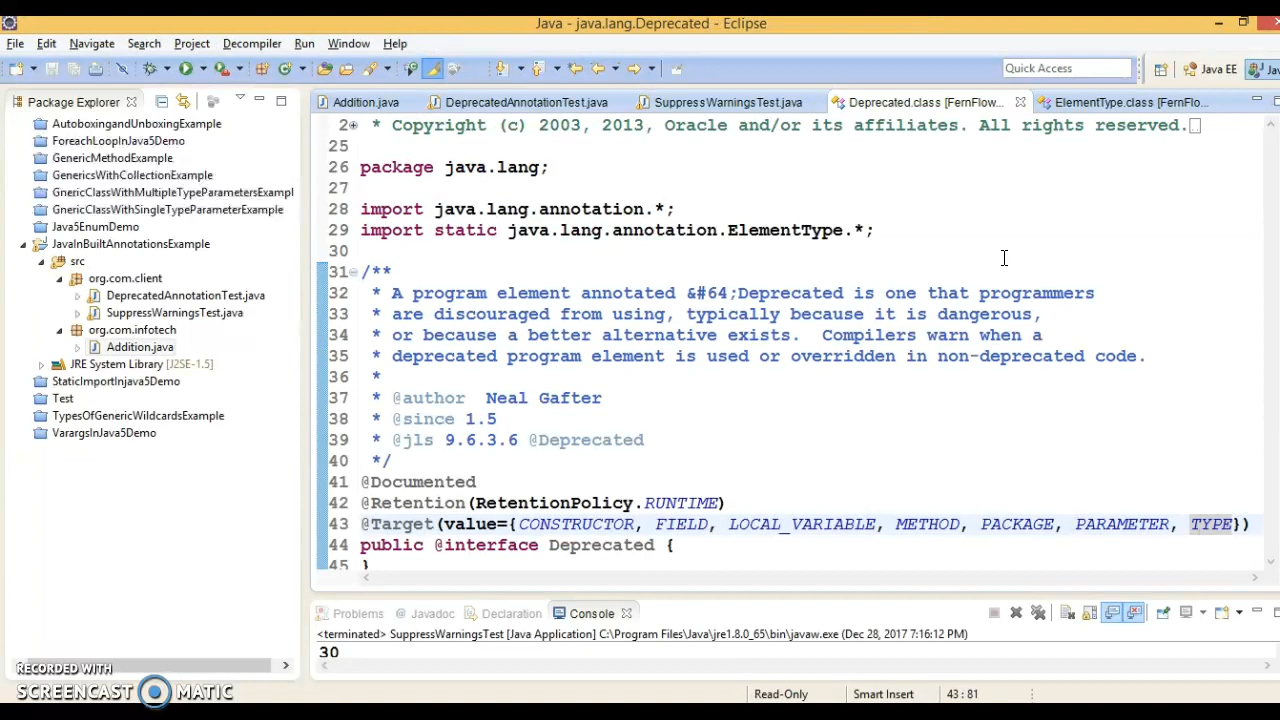 Java - java.lang.Deprecated - Eclipse
File Edit Navigate Search Project Decompiler Run Window Help
Quick Access
Java EE
Package Explorer
AutoboxingandUnboxingExample
ForeachLoopInJava5Demo
GenericMethodExample
GenericsWithCollectionExample
GnericClassWithMultipleTypeParametersExampl
GnericClassWithSingleTypeParameterExample
Java5EnumDemo
JavaInBuiltAnnotationsExample
src
org.com.client
DeprecatedAnnotationTest.java
SuppressWarningsTest.java
org.com.infotech
Addition.java
JRE System Library [J2SE-1.5]
StaticImportInjava5Demo
Test
TypesOfGenericWildcardsExample
VarargsInJava5Demo
Addition.java DeprecatedAnnotationTest.java SuppressWarningsTest.java Deprecated.class [FernFlow... ElementType.class [FernFlo...
2 * Copyright (c) 2003, 2013, Oracle and/or its affiliates. All rights reserved.
25
26 package java.lang;
27
28 import java.lang.annotation.*;
29 import static java.lang.annotation.ElementType.*;
30
31 /**
32 * A program element annotated &#64;Deprecated is one that programmers
33 * are discouraged from using, typically because it is dangerous,
34 * or because a better alternative exists.  Compilers warn when a
35 * deprecated program element is used or overridden in non-deprecated code.
36 *
37 * @author  Neal Gafter
38 * @since 1.5
39 * @jls 9.6.3.6 @Deprecated
40 */
41 @Documented
42 @Retention(RetentionPolicy.RUNTIME)
43 @Target(value={CONSTRUCTOR, FIELD, LOCAL_VARIABLE, METHOD, PACKAGE, PARAMETER, TYPE})
44 public @interface Deprecated {
45 }
Problems Javadoc Declaration Console
<terminated> SuppressWarningsTest [Java Application] C:\Program Files\Java\jre1.8.0_65\bin\javaw.exe (Dec 28, 2017 7:16:12 PM)
30
Read-Only Smart Insert 43 : 81
RECORDED WITH
SCREENCAST MATIC